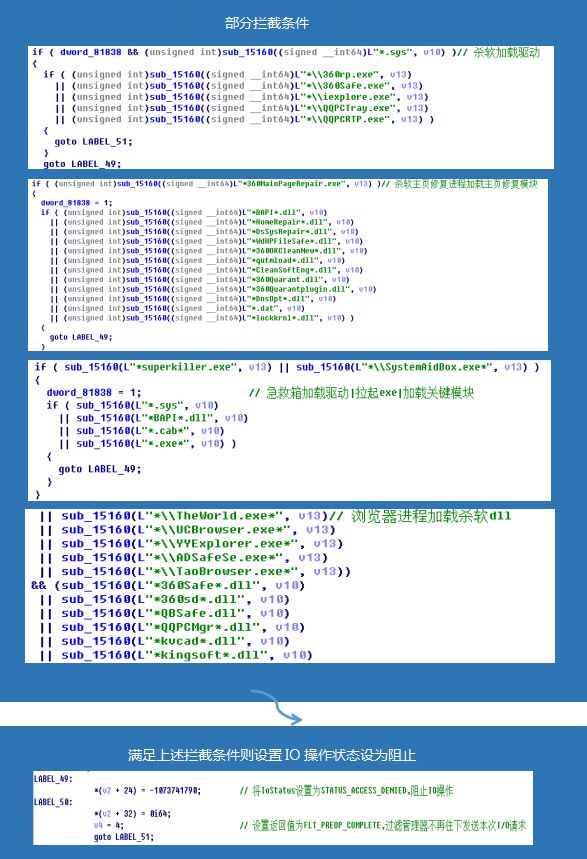 部分拦截条件
if ( dword_81838 && (unsigned int)sub_15160((signed __int64)L"*.sys", v10) )// 杀软加载驱动
{
if ( (unsigned int)sub_15160((signed __int64)L"*\\360rp.exe", v13)
|| (unsigned int)sub_15160((signed __int64)L"*\\360Safe.exe", v13)
|| (unsigned int)sub_15160((signed __int64)L"*\\iexplore.exe", v13)
|| (unsigned int)sub_15160((signed __int64)L"*\\QQPCTray.exe", v13)
|| (unsigned int)sub_15160((signed __int64)L"*\\QQPCRTP.exe", v13) )
{
goto LABEL_51;
}
goto LABEL_49;
if ( (unsigned int)sub_15160((signed __int64)L"*360MainPageRepair.exe", v13) )// 杀软主页修复进程加载主页修复模块
{
dword_81838 = 1;
if ( (unsigned int)sub_15160((signed __int64)L"*BAPI*.dll", v10)
|| (unsigned int)sub_15160((signed __int64)L"*HomeRepair*.dll", v10)
|| (unsigned int)sub_15160((signed __int64)L"*DsSysRepair*.dll", v10)
|| (unsigned int)sub_15160((signed __int64)L"*WdHPFileSafe*.dll", v10)
|| (unsigned int)sub_15160((signed __int64)L"*360DKCleanNew*.dll", v10)
|| (unsigned int)sub_15160((signed __int64)L"*qutmload*.dll", v10)
|| (unsigned int)sub_15160((signed __int64)L"*CleanSoftEng*.dll", v10)
|| (unsigned int)sub_15160((signed __int64)L"*360Quarant.dll", v10)
|| (unsigned int)sub_15160((signed __int64)L"*360Quarantplugin.dll", v10)
|| (unsigned int)sub_15160((signed __int64)L"*DnsOpt*.dll", v10)
|| (unsigned int)sub_15160((signed __int64)L"*.dat", v10)
|| (unsigned int)sub_15160((signed __int64)L"*lockkrnl*.dll", v10) )
{
goto LABEL_49;
}
if ( sub_15160(L"*superkiller.exe", v13) || sub_15160(L"*\\SystemAidBox.exe*", v13) )
{
dword_81838 = 1; // 急救箱加载驱动|拉起exe|加载关键模块
if ( sub_15160(L"*.sys", v10)
|| sub_15160(L"*BAPI*.dll", v10)
|| sub_15160(L"*.cab*", v10)
|| sub_15160(L"*.exe*", v10) )
{
goto LABEL_49;
}
}
|| sub_15160(L"*\\TheWorld.exe*", v13)// 浏览器进程加载杀软dll
|| sub_15160(L"*\\UCBrowser.exe*", v13)
|| sub_15160(L"*\\YYExplorer.exe*", v13)
|| sub_15160(L"*\\ADSafeSe.exe*", v13)
|| sub_15160(L"*\\TaoBrowser.exe*", v13))
&& (sub_15160(L"*360Safe*.dll", v10)
|| sub_15160(L"*360sd*.dll", v10)
|| sub_15160(L"*QBSafe.dll", v10)
|| sub_15160(L"*QQPCMgr*.dll", v10)
|| sub_15160(L"*kvcad*.dll", v10)
|| sub_15160(L"*kingsoft*.dll", v10)
满足上述拦截条件则设置 IO 操作状态设为阻止
LABEL_49:
*(v2 + 24) = -1073741790; // 将IoStatus设置为STATUS_ACCESS_DENIED,阻止IO操作
LABEL_50:
*(v2 + 32) = 0i64;
v4 = 4; // 设置返回值为FLT_PREOP_COMPLETE,过滤管理器不再往下发送本次I/O请求
goto LABEL_51;